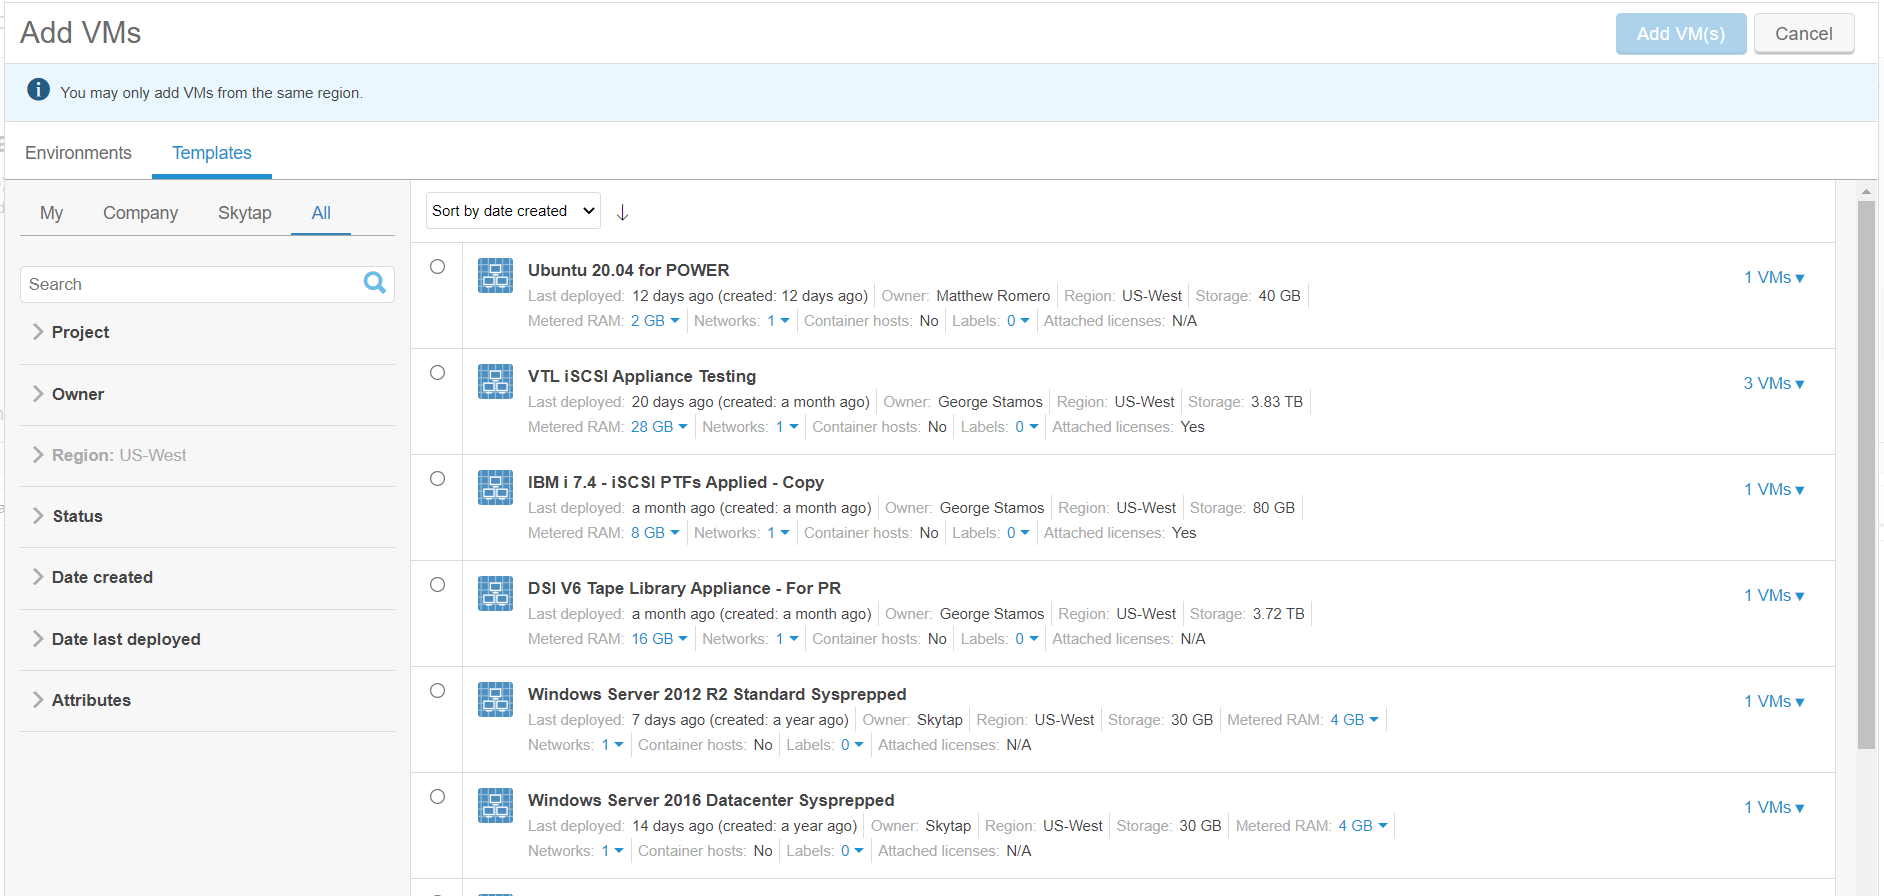 Add VMs
Add VM(s)
Cancel
You may only add VMs from the same region.
Environments
Templates
My
Company
Skytap
All
Search
Project
Owner
Region: US-West
Status
Date created
Date last deployed
Attributes
Sort by date created
Ubuntu 20.04 for POWER
Last deployed: 12 days ago (created: 12 days ago) Owner: Matthew Romero Region: US-West Storage: 40 GB
Metered RAM: 2 GB Networks: 1 Container hosts: No Labels: 0 Attached licenses: N/A
1 VMs
VTL iSCSI Appliance Testing
Last deployed: 20 days ago (created: a month ago) Owner: George Stamos Region: US-West Storage: 3.83 TB
Metered RAM: 28 GB Networks: 1 Container hosts: No Labels: 0 Attached licenses: Yes
3 VMs
IBM i 7.4 - iSCSI PTFs Applied - Copy
Last deployed: a month ago (created: a month ago) Owner: George Stamos Region: US-West Storage: 80 GB
Metered RAM: 8 GB Networks: 1 Container hosts: No Labels: 0 Attached licenses: Yes
1 VMs
DSI V6 Tape Library Appliance - For PR
Last deployed: a month ago (created: a month ago) Owner: George Stamos Region: US-West Storage: 3.72 TB
Metered RAM: 16 GB Networks: 1 Container hosts: No Labels: 0 Attached licenses: N/A
1 VMs
Windows Server 2012 R2 Standard Sysprepped
Last deployed: 7 days ago (created: a year ago) Owner: Skytap Region: US-West Storage: 30 GB Metered RAM: 4 GB
Networks: 1 Container hosts: No Labels: 0 Attached licenses: N/A
1 VMs
Windows Server 2016 Datacenter Sysprepped
Last deployed: 14 days ago (created: a year ago) Owner: Skytap Region: US-West Storage: 30 GB Metered RAM: 4 GB
Networks: 1 Container hosts: No Labels: 0 Attached licenses: N/A
1 VMs